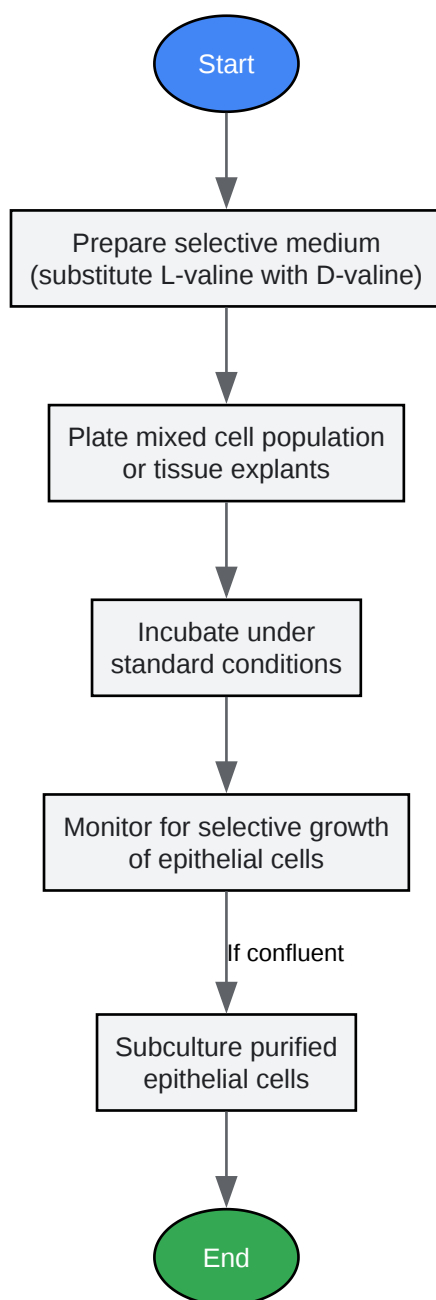 Start
Prepare selective medium
(substitute L-valine with D-valine)
Plate mixed cell population
or tissue explants
Incubate under
standard conditions
Monitor for selective growth
of epithelial cells
If confluent
Subculture purified
epithelial cells
End